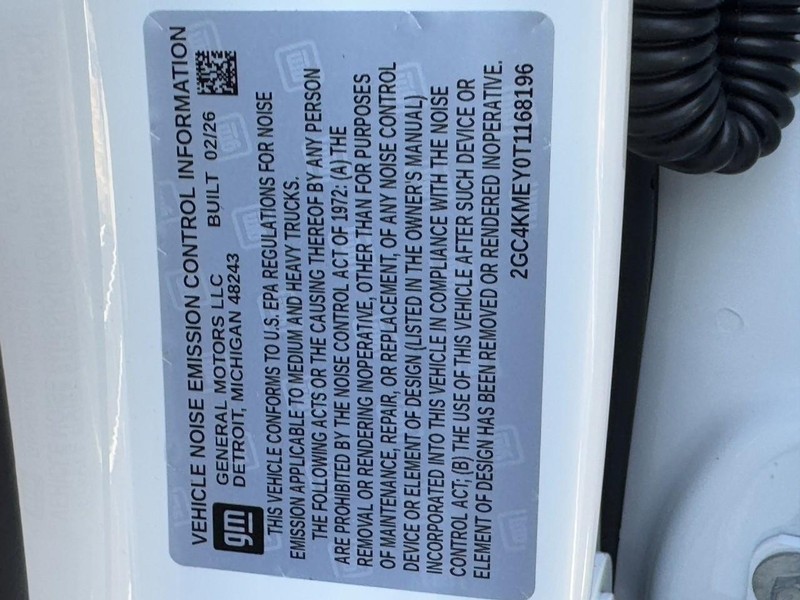 VEHICLE NOISE EMISSION CONTROL INFORMATION
gm
GENERAL MOTORS LLC
DETROIT, MICHIGAN 48243
BUILT 02/26
THIS VEHICLE CONFORMS TO U.S. EPA REGULATIONS FOR NOISE
EMISSION APPLICABLE TO MEDIUM AND HEAVY TRUCKS.
THE FOLLOWING ACTS OR THE CAUSING THEREOF BY ANY PERSON
ARE PROHIBITED BY THE NOISE CONTROL ACT OF 1972: (A) THE
REMOVAL OR RENDERING INOPERATIVE, OTHER THAN FOR PURPOSES
OF MAINTENANCE, REPAIR, OR REPLACEMENT, OF ANY NOISE CONTROL
DEVICE OR ELEMENT OF DESIGN (LISTED IN THE OWNER'S MANUAL)
INCORPORATED INTO THIS VEHICLE IN COMPLIANCE WITH THE NOISE
CONTROL ACT; (B) THE USE OF THIS VEHICLE AFTER SUCH DEVICE OR
ELEMENT OF DESIGN HAS BEEN REMOVED OR RENDERED INOPERATIVE.
2GC4KMEY0T1168196